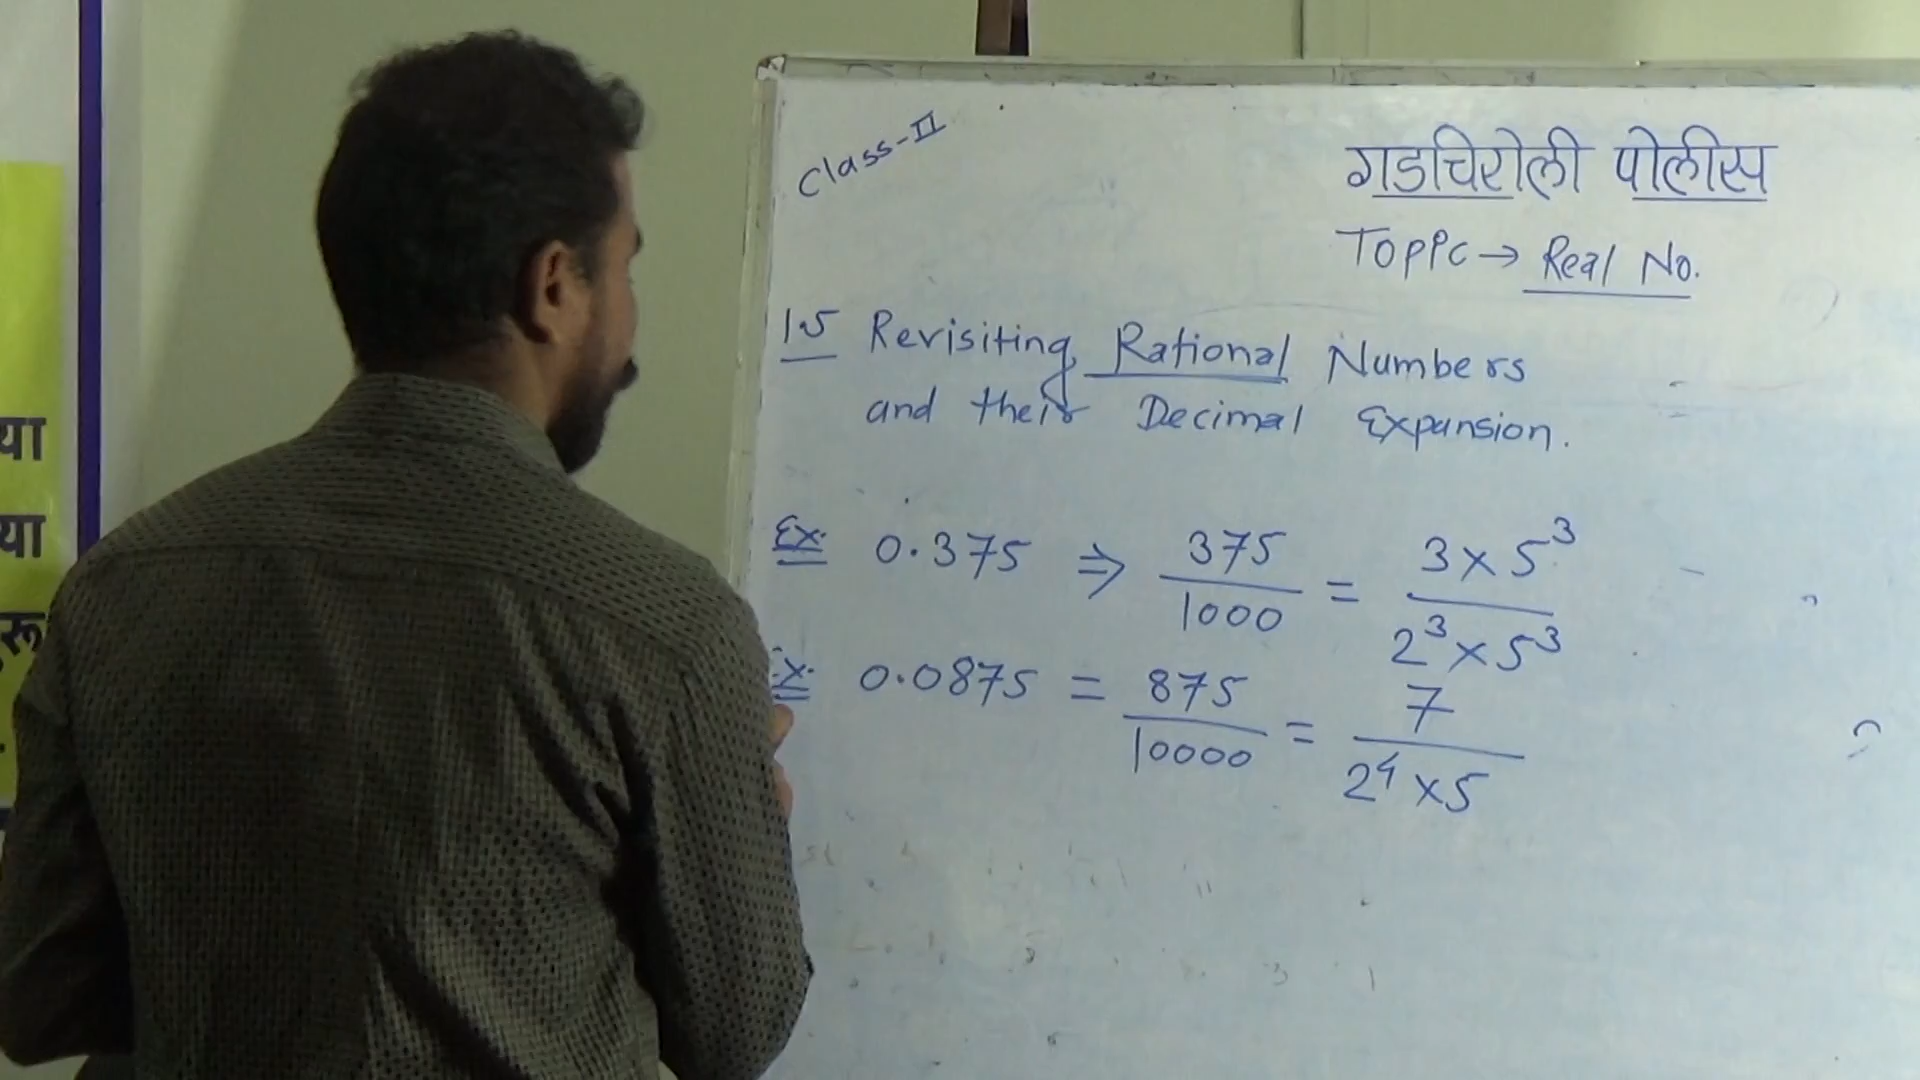 Class-II
गडचिरोली पोलीस
Topic → Real No.
1.5 Revisiting Rational Numbers
and their Decimal Expansion.
Ex. 0.375 ⇒ 375/1000 = 3 × 5³/2³ × 5³
Ex. 0.0875 = 875/10000 = 7/2⁴ × 5
या
या